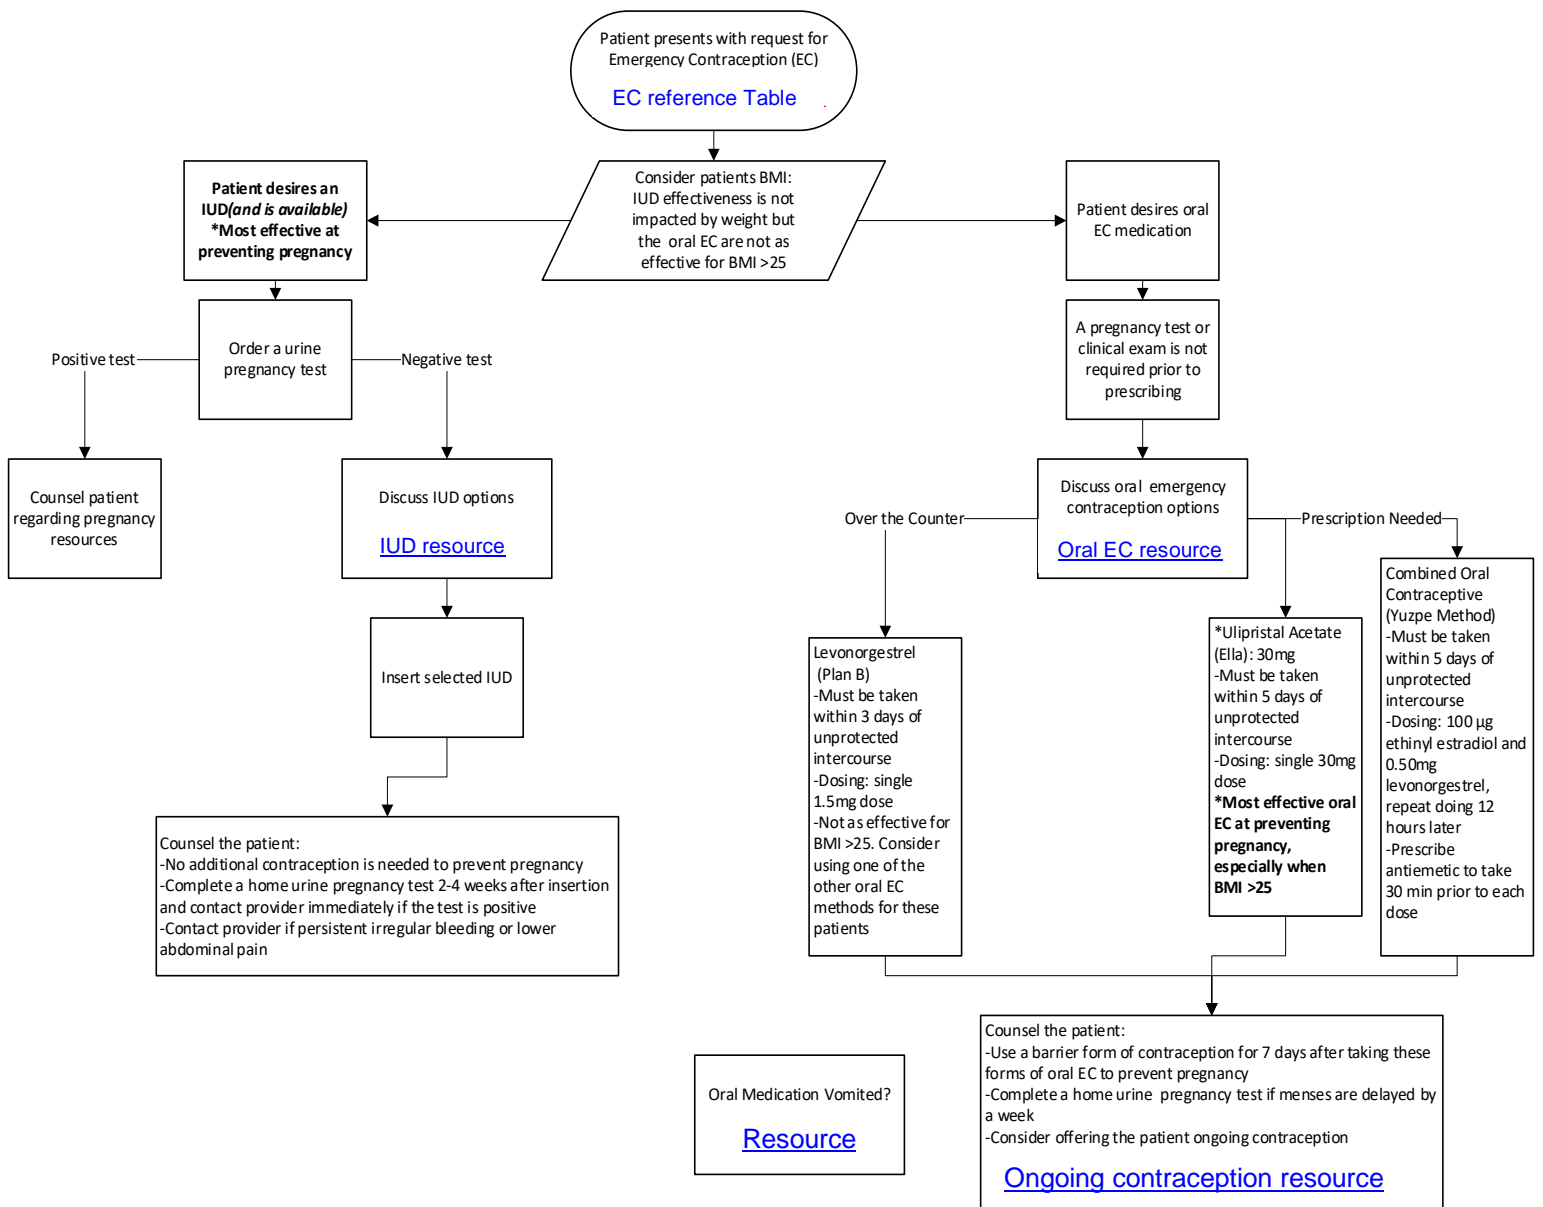 Patient presents with request for
Emergency Contraception (EC)
EC reference Table
.
Patient desires an
IUD(and is available)
*Most effective at
preventing pregnancy
Consider patients BMI:
IUD effectiveness is not
impacted by weight but
the oral EC are not as
effective for BMI >25
Patient desires oral
EC medication
Order a urine
pregnancy test
Positive test
Negative test
A pregnancy test or
clinical exam is not
required prior to
prescribing
Counsel patient
regarding pregnancy
resources
Discuss IUD options
IUD resource
Discuss oral emergency
contraception options
Oral EC resource
Over the Counter
Prescription Needed
Insert selected IUD
Levonorgestrel
(Plan B)
-Must be taken
within 3 days of
unprotected
intercourse
-Dosing: single
1.5mg dose
-Not as effective for
BMI >25. Consider
using one of the
other oral EC
methods for these
patients
*Ulipristal Acetate
(Ella): 30mg
-Must be taken
within 5 days of
unprotected
intercourse
-Dosing: single 30mg
dose
*Most effective oral
EC at preventing
pregnancy,
especially when
BMI >25
Combined Oral
Contraceptive
(Yuzpe Method)
-Must be taken
within 5 days of
unprotected
intercourse
-Dosing: 100 µg
ethinyl estradiol and
0.50mg
levonorgestrel,
repeat doing 12
hours later
-Prescribe
antiemetic to take
30 min prior to each
dose
Counsel the patient:
-No additional contraception is needed to prevent pregnancy
-Complete a home urine pregnancy test 2-4 weeks after insertion
and contact provider immediately if the test is positive
-Contact provider if persistent irregular bleeding or lower
abdominal pain
Oral Medication Vomited?
Resource
Counsel the patient:
-Use a barrier form of contraception for 7 days after taking these
forms of oral EC to prevent pregnancy
-Complete a home urine pregnancy test if menses are delayed by
a week
-Consider offering the patient ongoing contraception
Ongoing contraception resource